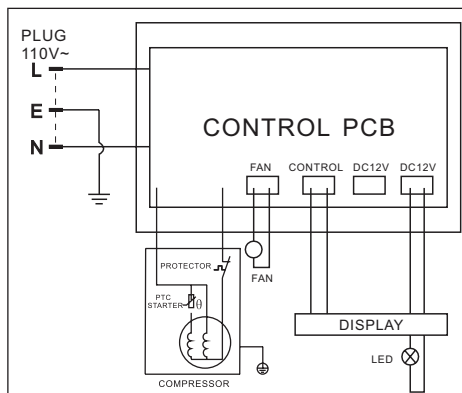 PLUG
110V~
L
E
N
CONTROL PCB
FAN CONTROL DC12V DC12V
PROTECTOR
FAN
PTC
STARTER θ
DISPLAY
LED
COMPRESSOR